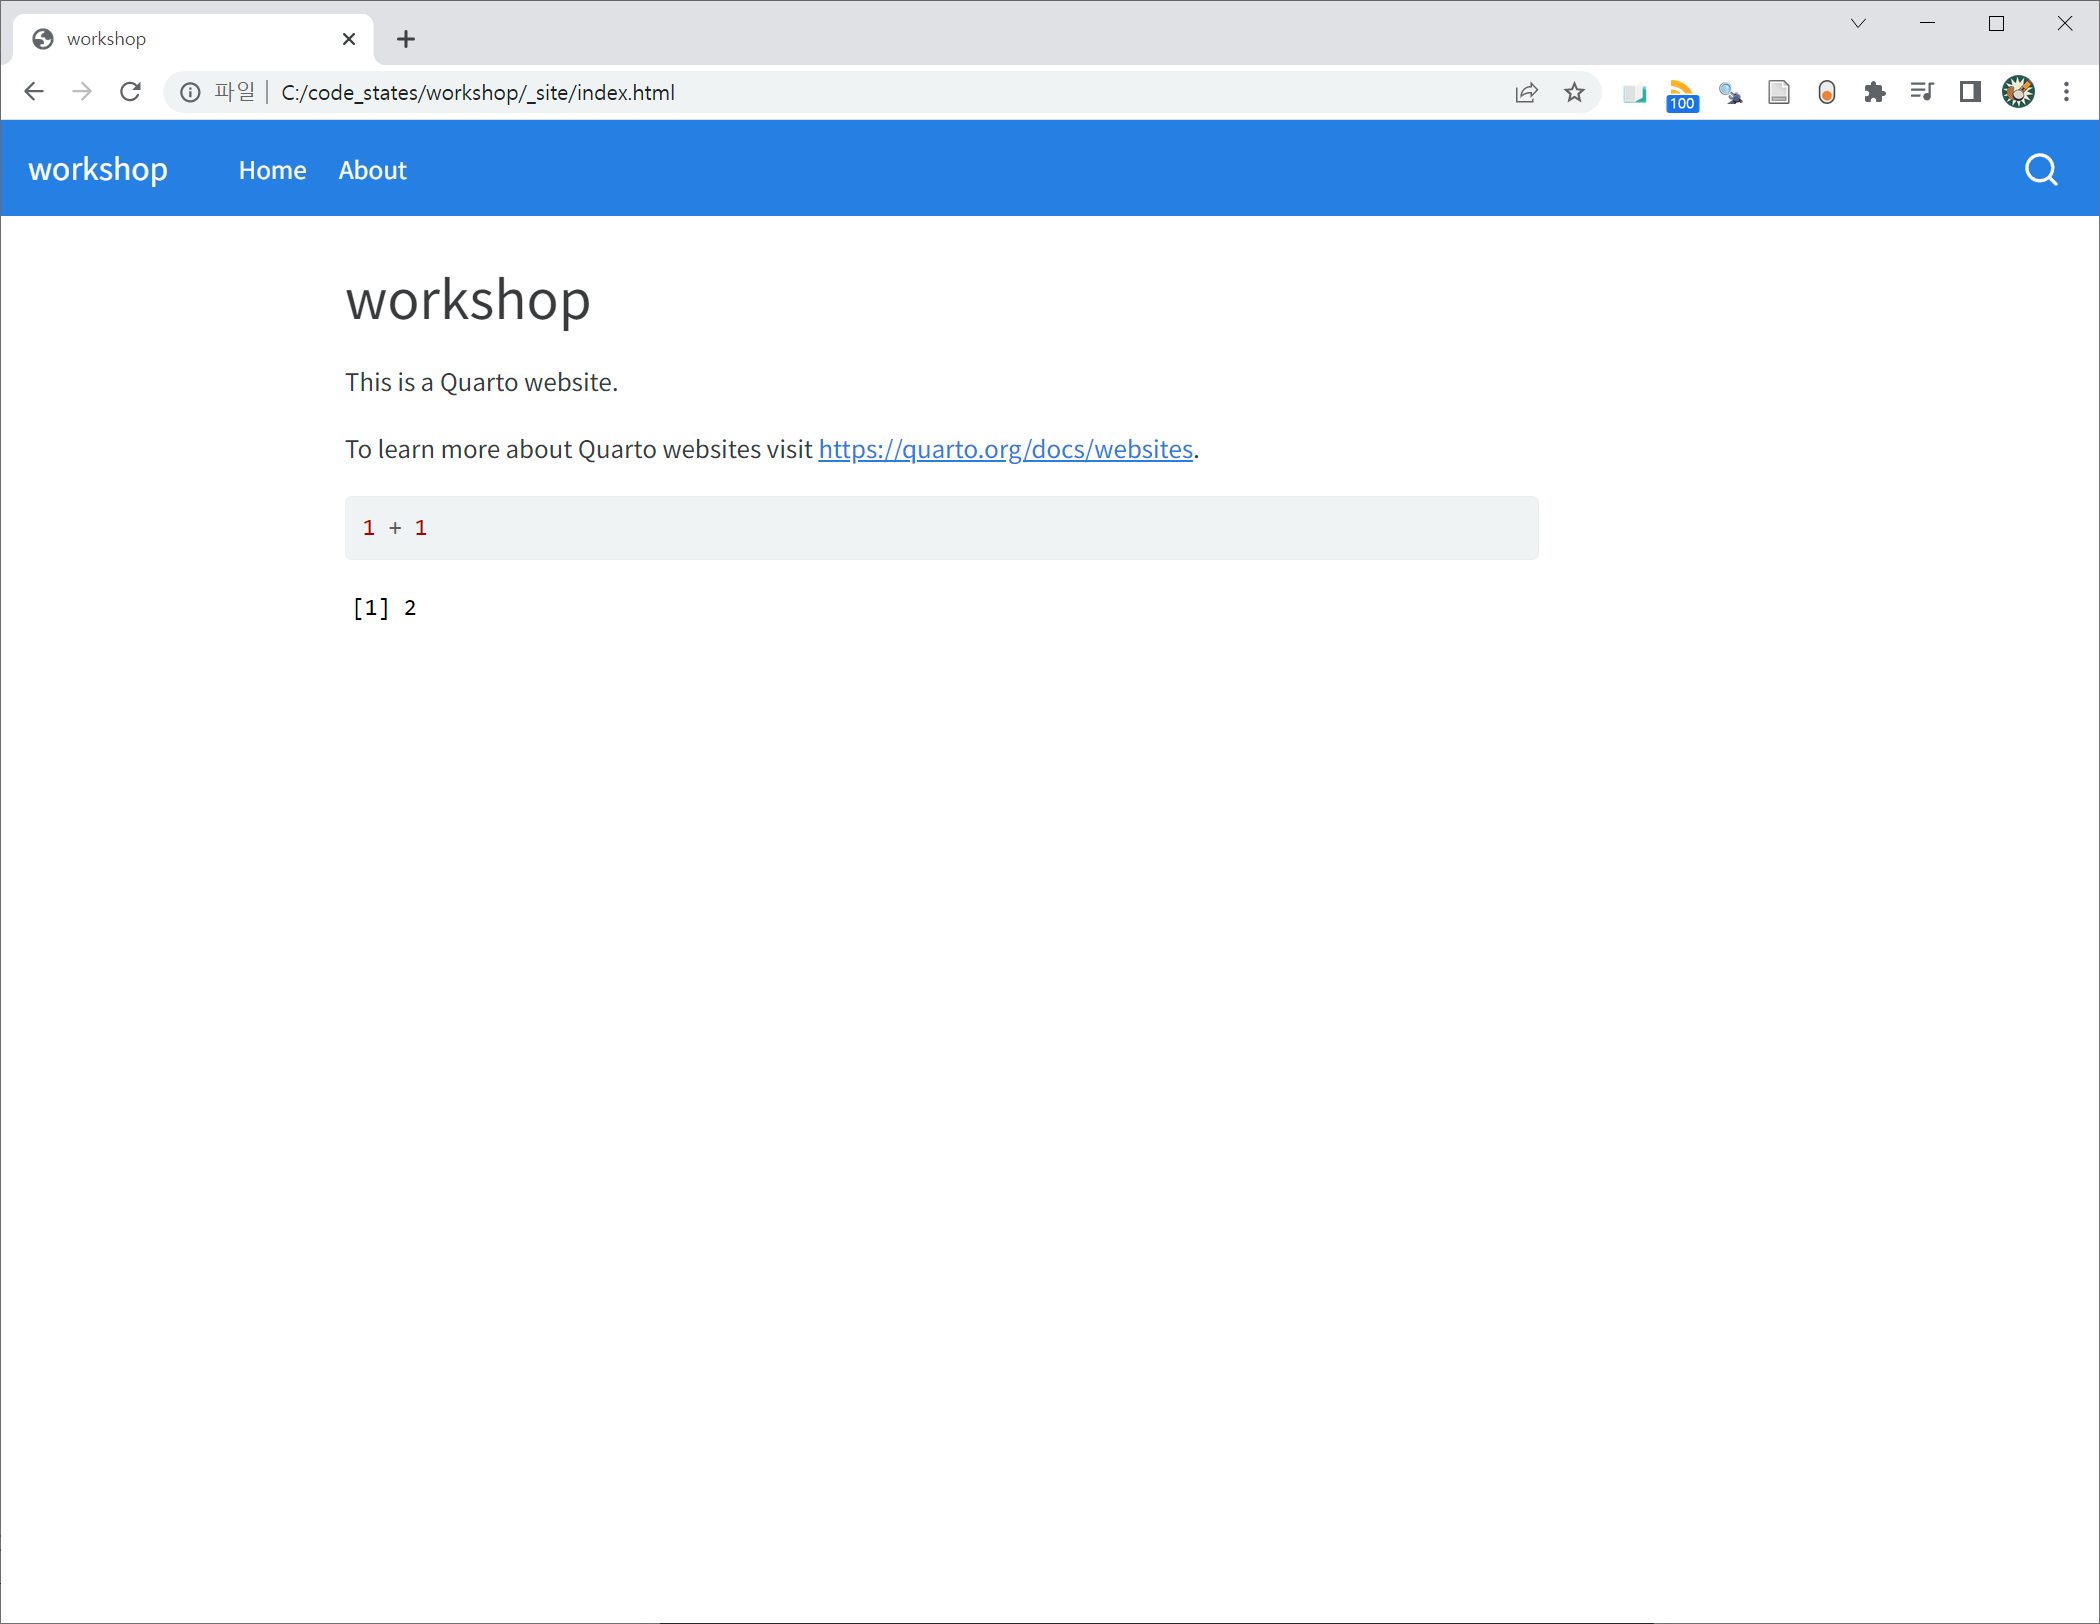 workshop
파일 C:/code_states/workshop/_site/index.html
100
workshop Home About
workshop
This is a Quarto website.
To learn more about Quarto websites visit https://quarto.org/docs/websites.
1 + 1
[1] 2